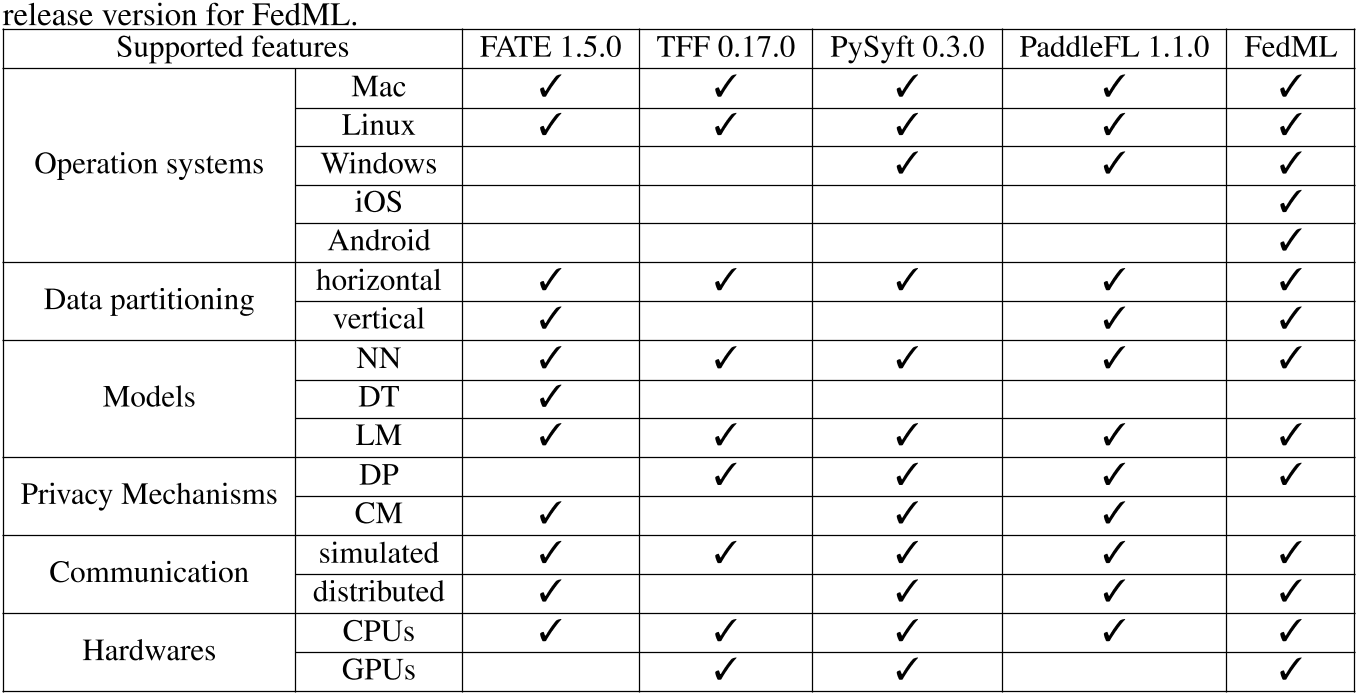 release version for FedML.
Supported features FATE 1.5.0 TFF 0.17.0 PySyft 0.3.0 PaddleFL 1.1.0 FedML
Operation systems Mac ✓ ✓ ✓ ✓ ✓
Linux ✓ ✓ ✓ ✓ ✓
Windows ✓ ✓ ✓
iOS ✓
Android ✓
Data partitioning horizontal ✓ ✓ ✓ ✓ ✓
vertical ✓ ✓ ✓
Models NN ✓ ✓ ✓ ✓ ✓
DT ✓
LM ✓ ✓ ✓ ✓ ✓
Privacy Mechanisms DP ✓ ✓ ✓ ✓
CM ✓ ✓ ✓
Communication simulated ✓ ✓ ✓ ✓ ✓
distributed ✓ ✓ ✓ ✓
Hardwares CPUs ✓ ✓ ✓ ✓ ✓
GPUs ✓ ✓ ✓